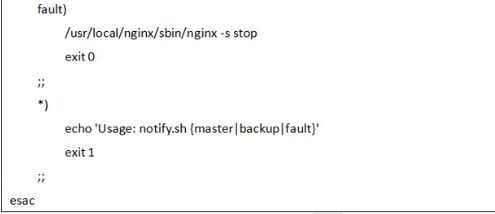 fault)
/usr/local/nginx/sbin/nginx -s stop
exit 0
;;
*)
echo 'Usage: notify.sh {master|backup|fault}'
exit 1
;;
esac